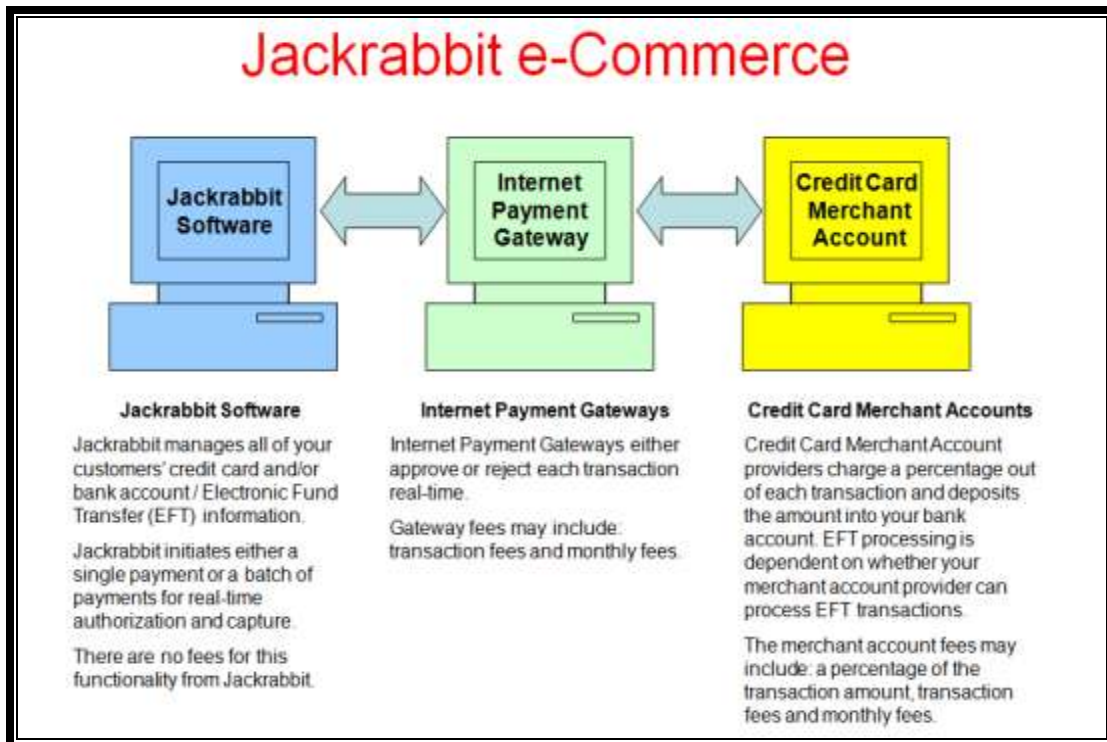 Jackrabbit e-Commerce
Jackrabbit
Software
Internet
Payment
Gateway
Credit Card
Merchant
Account
Jackrabbit Software
Jackrabbit manages all of your
customers' credit card and/or
bank account / Electronic Fund
Transfer (EFT) information.
Jackrabbit initiates either a
single payment or a batch of
payments for real-time
authorization and capture.
There are no fees for this
functionality from Jackrabbit.
Internet Payment Gateways
Internet Payment Gateways either
approve or reject each transaction
real-time.
Gateway fees may include:
transaction fees and monthly fees.
Credit Card Merchant Accounts
Credit Card Merchant Account
providers charge a percentage out
of each transaction and deposits
the amount into your bank
account. EFT processing is
dependent on whether your
merchant account provider can
process EFT transactions.
The merchant account fees may
include: a percentage of the
transaction amount, transaction
fees and monthly fees.